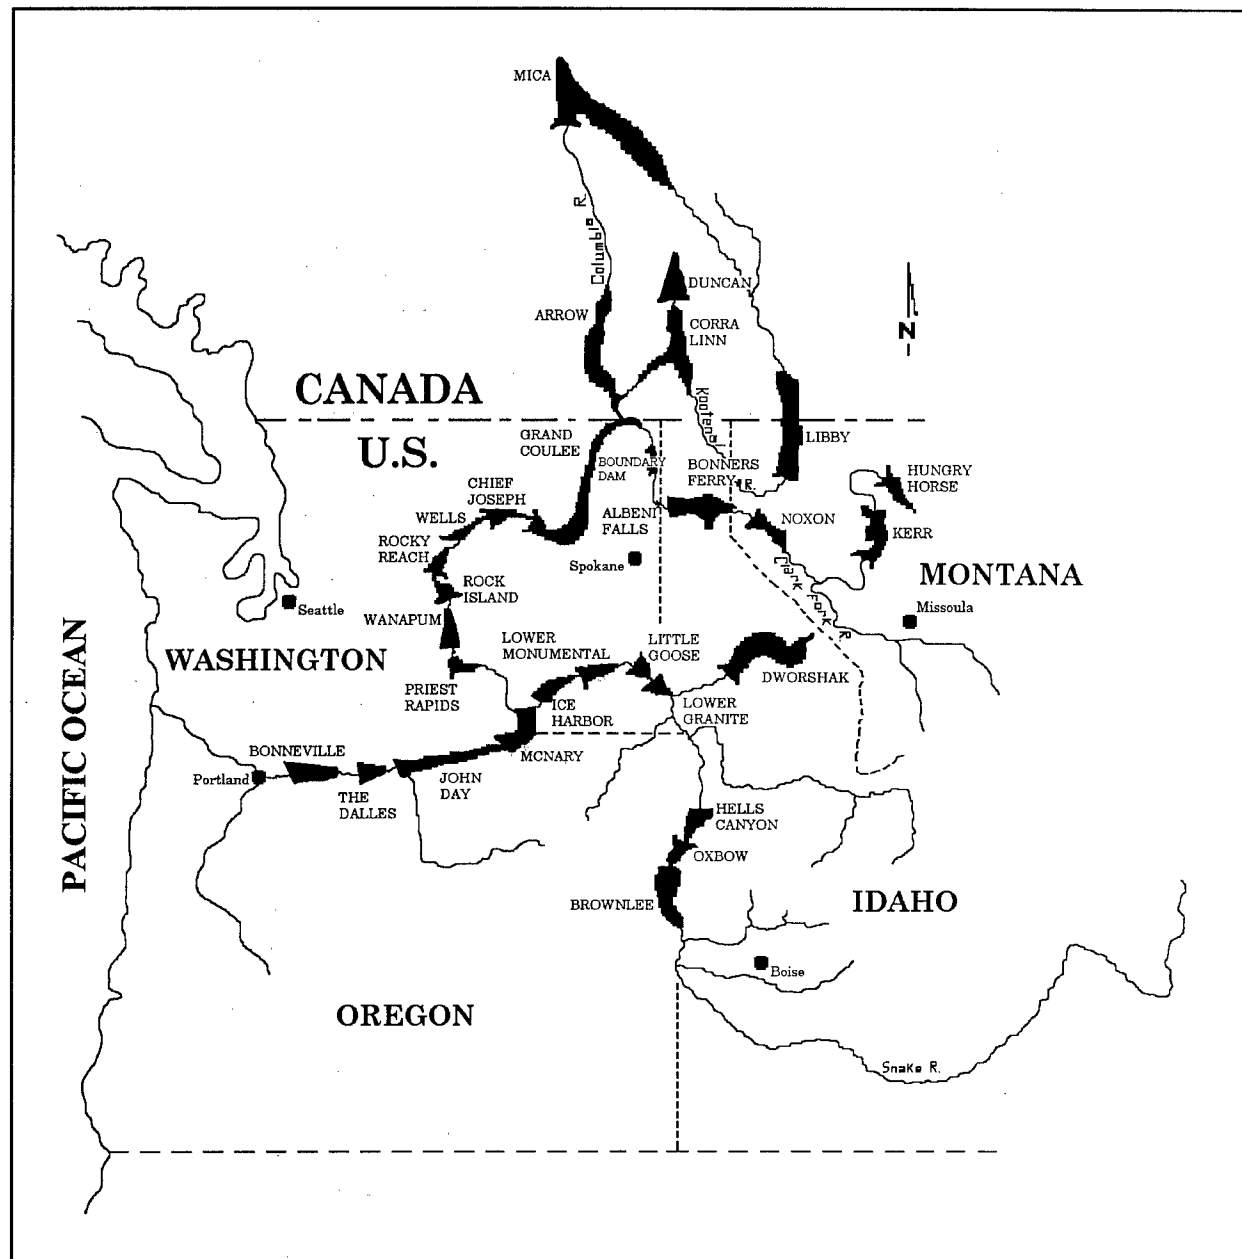 MICA
Columbia R.
DUNCAN
ARROW
CORRA
LINN
N
CANADA
Kootenai
R.
U.S.
GRAND
COULEE
BOUNDARY
DAM
BONNERS
FERRY
LIBBY
HUNGRY
HORSE
CHIEF
JOSEPH
WELLS
ALBENI
FALLS
NOXON
KERR
ROCKY
REACH
Spokane
Clark Fork R.
MONTANA
ROCK
ISLAND
Seattle
Missoula
WANAPUM
WASHINGTON
LOWER
MONUMENTAL
LITTLE
GOOSE
DWORSHAK
PRIEST
RAPIDS
ICE
HARBOR
LOWER
GRANITE
PACIFIC OCEAN
BONNEVILLE
MCNARY
Portland
THE
DALLES
JOHN
DAY
HELLS
CANYON
OXBOW
BROWNLEE
IDAHO
Boise
OREGON
Snake R.